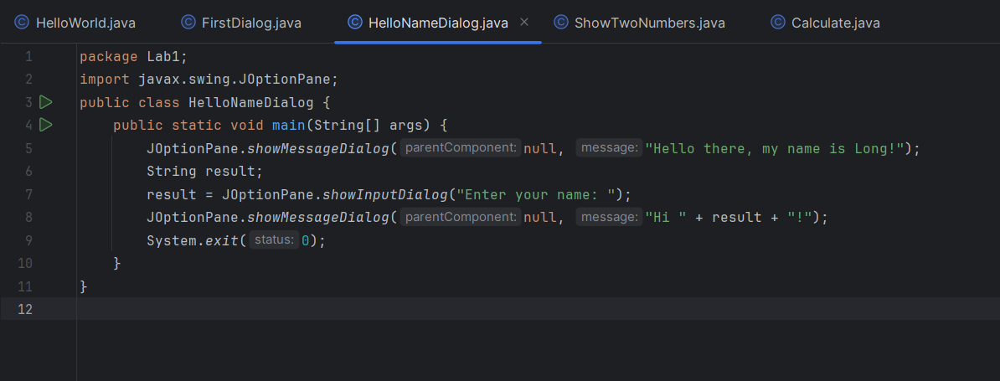 HelloWorld.java FirstDialog.java HelloNameDialog.java × ShowTwoNumbers.java Calculate.java
1 package Lab1;
2 import javax.swing.JOptionPane;
3 public class HelloNameDialog {
4 public static void main(String[] args) {
5 JOptionPane.showMessageDialog( parentComponent: null, message: "Hello there, my name is Long!");
6 String result;
7 result = JOptionPane.showInputDialog("Enter your name: ");
8 JOptionPane.showMessageDialog( parentComponent: null, message: "Hi " + result + "!");
9 System.exit( status: 0);
10 }
11 }
12